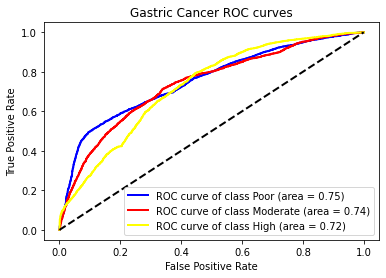 Gastric Cancer ROC curves
True Positive Rate
1.0
0.8
0.6
0.4
0.2
0.0
ROC curve of class Poor (area = 0.75)
ROC curve of class Moderate (area = 0.74)
ROC curve of class High (area = 0.72)
0.0 0.2 0.4 0.6 0.8 1.0
False Positive Rate